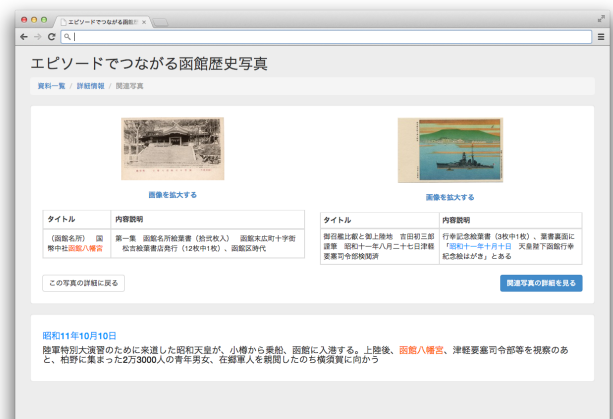 エピソードでつながる函館歴史写真
エピソードでつながる函館歴史写真
資料一覧 / 詳細情報 / 関連写真
画像を拡大する
タイトル 内容説明
（函館名所） 国
幣中社函館八幡宮
第一集 函館名所絵葉書（拾弐枚入） 函館末広町十字街
松吉絵葉書店発行（12枚中1枚）、函館区時代
この写真の詳細に戻る
画像を拡大する
タイトル 内容説明
御召艦比叡と御上陸地 吉田初三郎
謹筆 昭和十一年八月二十七日津軽
要塞司令部検閲済
行幸記念絵葉書（3枚中1枚）、葉書裏面に
「昭和十一年十月十日 天皇陛下函館行幸
紀念絵はがき」とある
関連写真の詳細を見る
昭和11年10月10日
陸軍特別大演習のために来道した昭和天皇が、小樽から乗船、函館に入港する。上陸後、函館八幡宮、津軽要塞司令部等を視察のあ
と、柏野に集まった2万3000人の青年男女、在郷軍人を親閲したのち横須賀に向かう